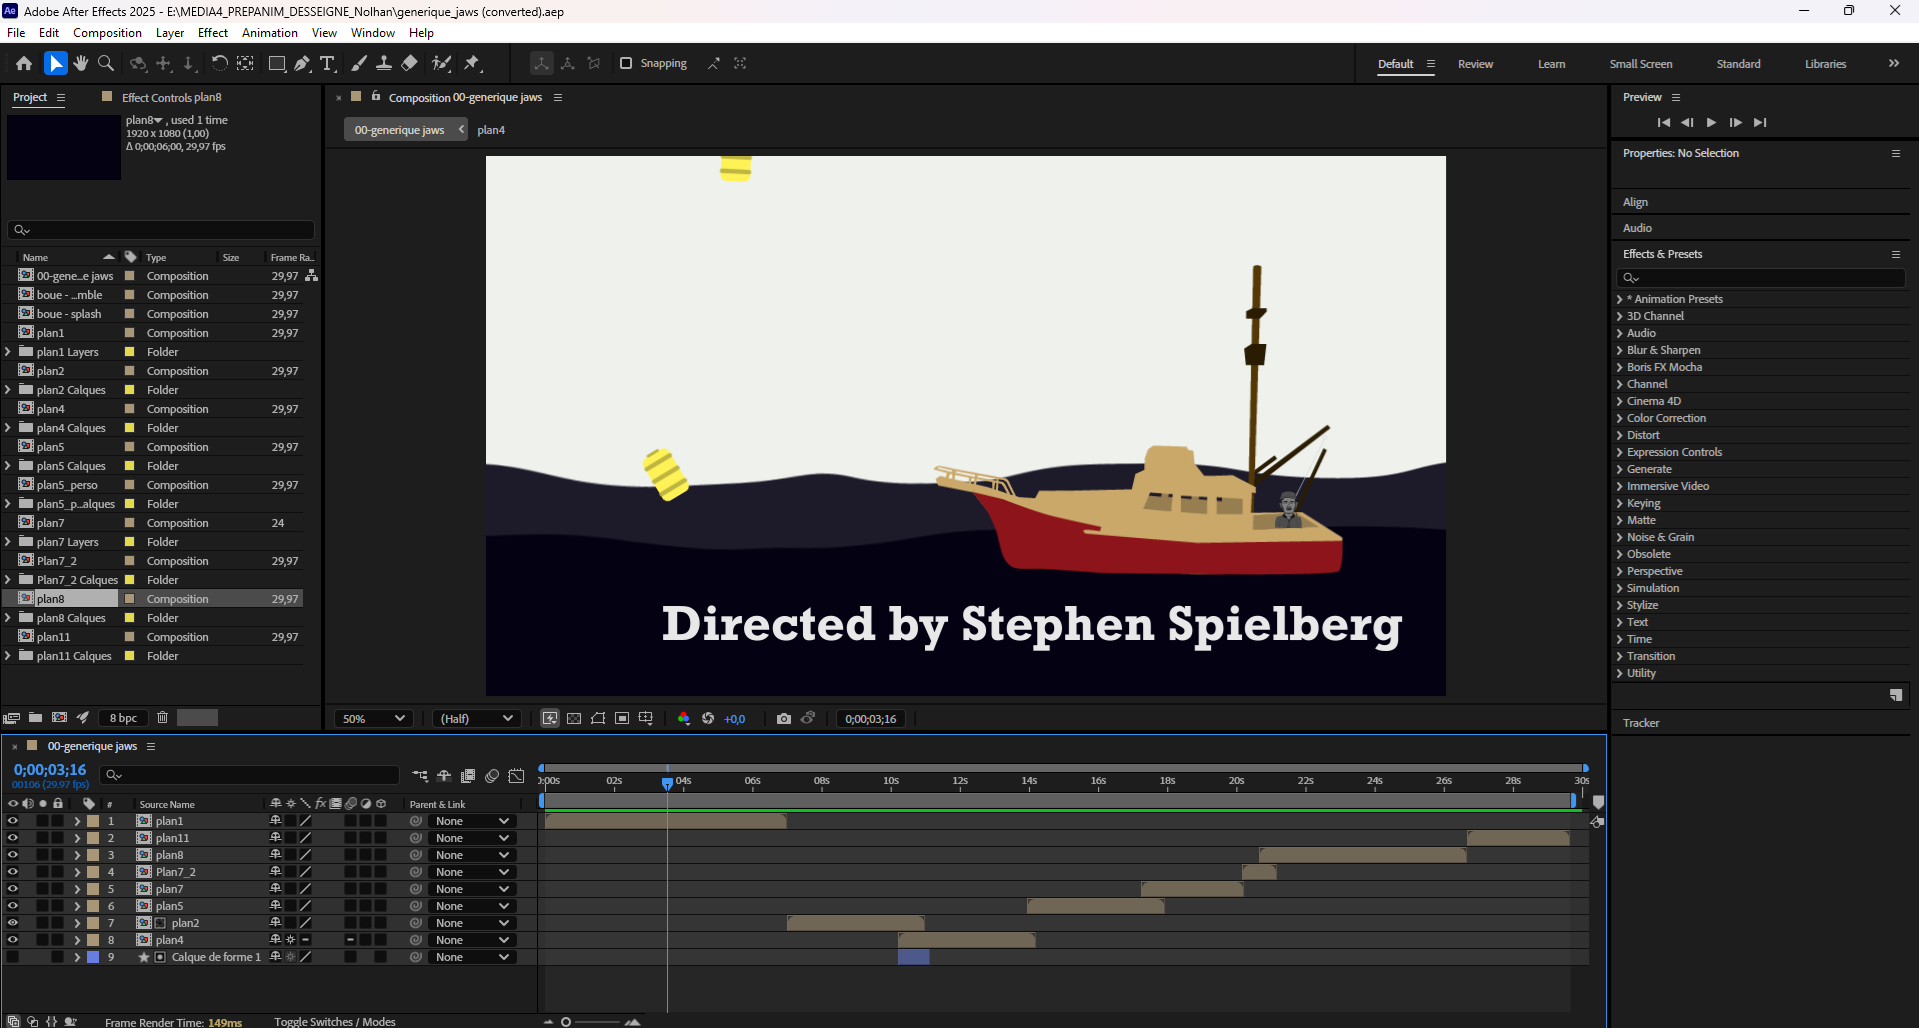 Adobe After Effects 2025 - E:\MEDIA4_PREPANIM_DESSEIGNE_Nolhan\generique_jaws (converted).aep
File Edit Composition Layer Effect Animation View Window Help
Snapping
Default Review Learn Small Screen Standard Libraries
Project
Effect Controls plan8
plan8 , used 1 time
1920 x 1080 (1,00)
Δ 0;00;06;00, 29,97 fps
Name Type Size Frame Ra..
00-gene...e jaws Composition 29,97
boue - ...mble Composition 29,97
boue - splash Composition 29,97
plan1 Composition 29,97
plan1 Layers Folder
plan2 Composition 29,97
plan2 Calques Folder
plan4 Composition 29,97
plan4 Calques Folder
plan5 Composition 29,97
plan5 Calques Folder
plan5_perso Composition 29,97
plan5_p...alques Folder
plan7 Composition 24
plan7 Layers Folder
Plan7_2 Composition 29,97
Plan7_2 Calques Folder
plan8 Composition 29,97
plan8 Calques Folder
plan11 Composition 29,97
plan11 Calques Folder
8 bpc
Composition 00-generique jaws
00-generique jaws plan4
Directed by Stephen Spielberg
50% (Half) +0,0 0;00;03;16
Preview
Properties: No Selection
Align
Audio
Effects & Presets
* Animation Presets
3D Channel
Audio
Blur & Sharpen
Boris FX Mocha
Channel
Cinema 4D
Color Correction
Distort
Expression Controls
Generate
Immersive Video
Keying
Matte
Noise & Grain
Obsolete
Perspective
Simulation
Stylize
Text
Time
Transition
Utility
Tracker
00-generique jaws
0;00;03;16
00106 (29.97 fps)
0:00s 02s 04s 06s 08s 10s 12s 14s 16s 18s 20s 22s 24s 26s 28s 30s
# Source Name fx Parent & Link
1 plan1 None
2 plan11 None
3 plan8 None
4 Plan7_2 None
5 plan7 None
6 plan5 None
7 plan2 None
8 plan4 None
9 Calque de forme 1 None
Frame Render Time: 149ms Toggle Switches / Modes